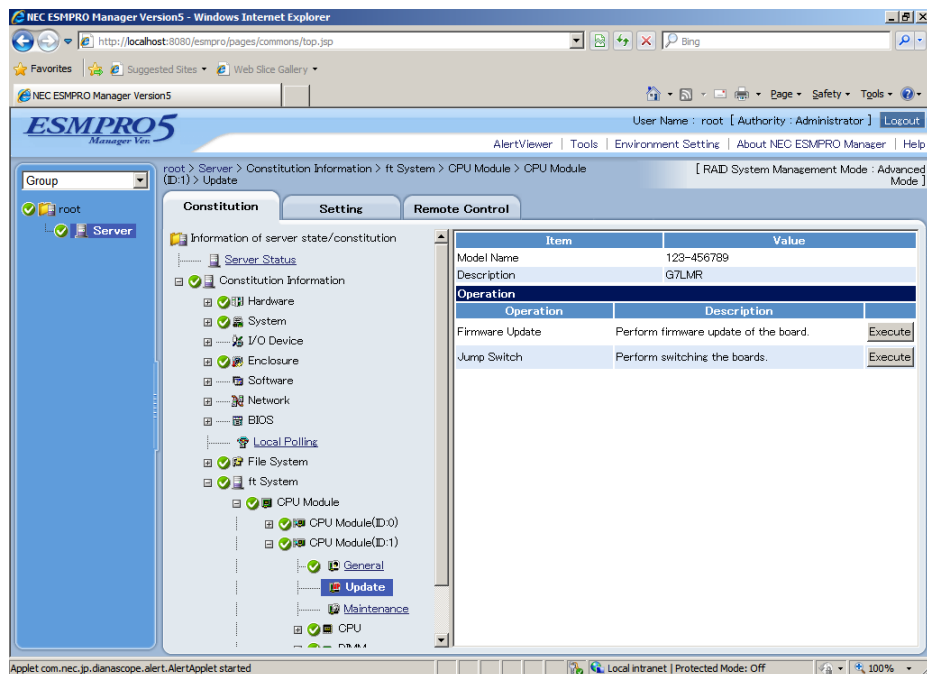 NEC ESMPRO Manager Version5 - Windows Internet Explorer
http://localhost:8080/esmpro/pages/commons/top.jsp
Bing
Favorites Suggested Sites Web Slice Gallery
NEC ESMPRO Manager Version5
Page Safety Tools
ESMPRO5
Manager Ver.
User Name : root [ Authority : Administrator ] Logout
AlertViewer | Tools | Environment Setting | About NEC ESMPRO Manager | Help
Group
root
Server
root > Server > Constitution Information > ft System > CPU Module > CPU Module
(ID:1) > Update
[ RAID System Management Mode : Advanced
Mode ]
Constitution Setting Remote Control
Information of server state/constitution
Server Status
Constitution Information
Hardware
System
I/O Device
Enclosure
Software
Network
BIOS
Local Polling
File System
ft System
CPU Module
CPU Module(ID:0)
CPU Module(ID:1)
General
Update
Maintenance
CPU
DIMM
Item Value
Model Name 123-456789
Description G7LMR
Operation
Operation Description
Firmware Update Perform firmware update of the board. Execute
Jump Switch Perform switching the boards. Execute
Applet com.nec.jp.dianascope.alert.AlertApplet started
Local intranet | Protected Mode: Off
100%